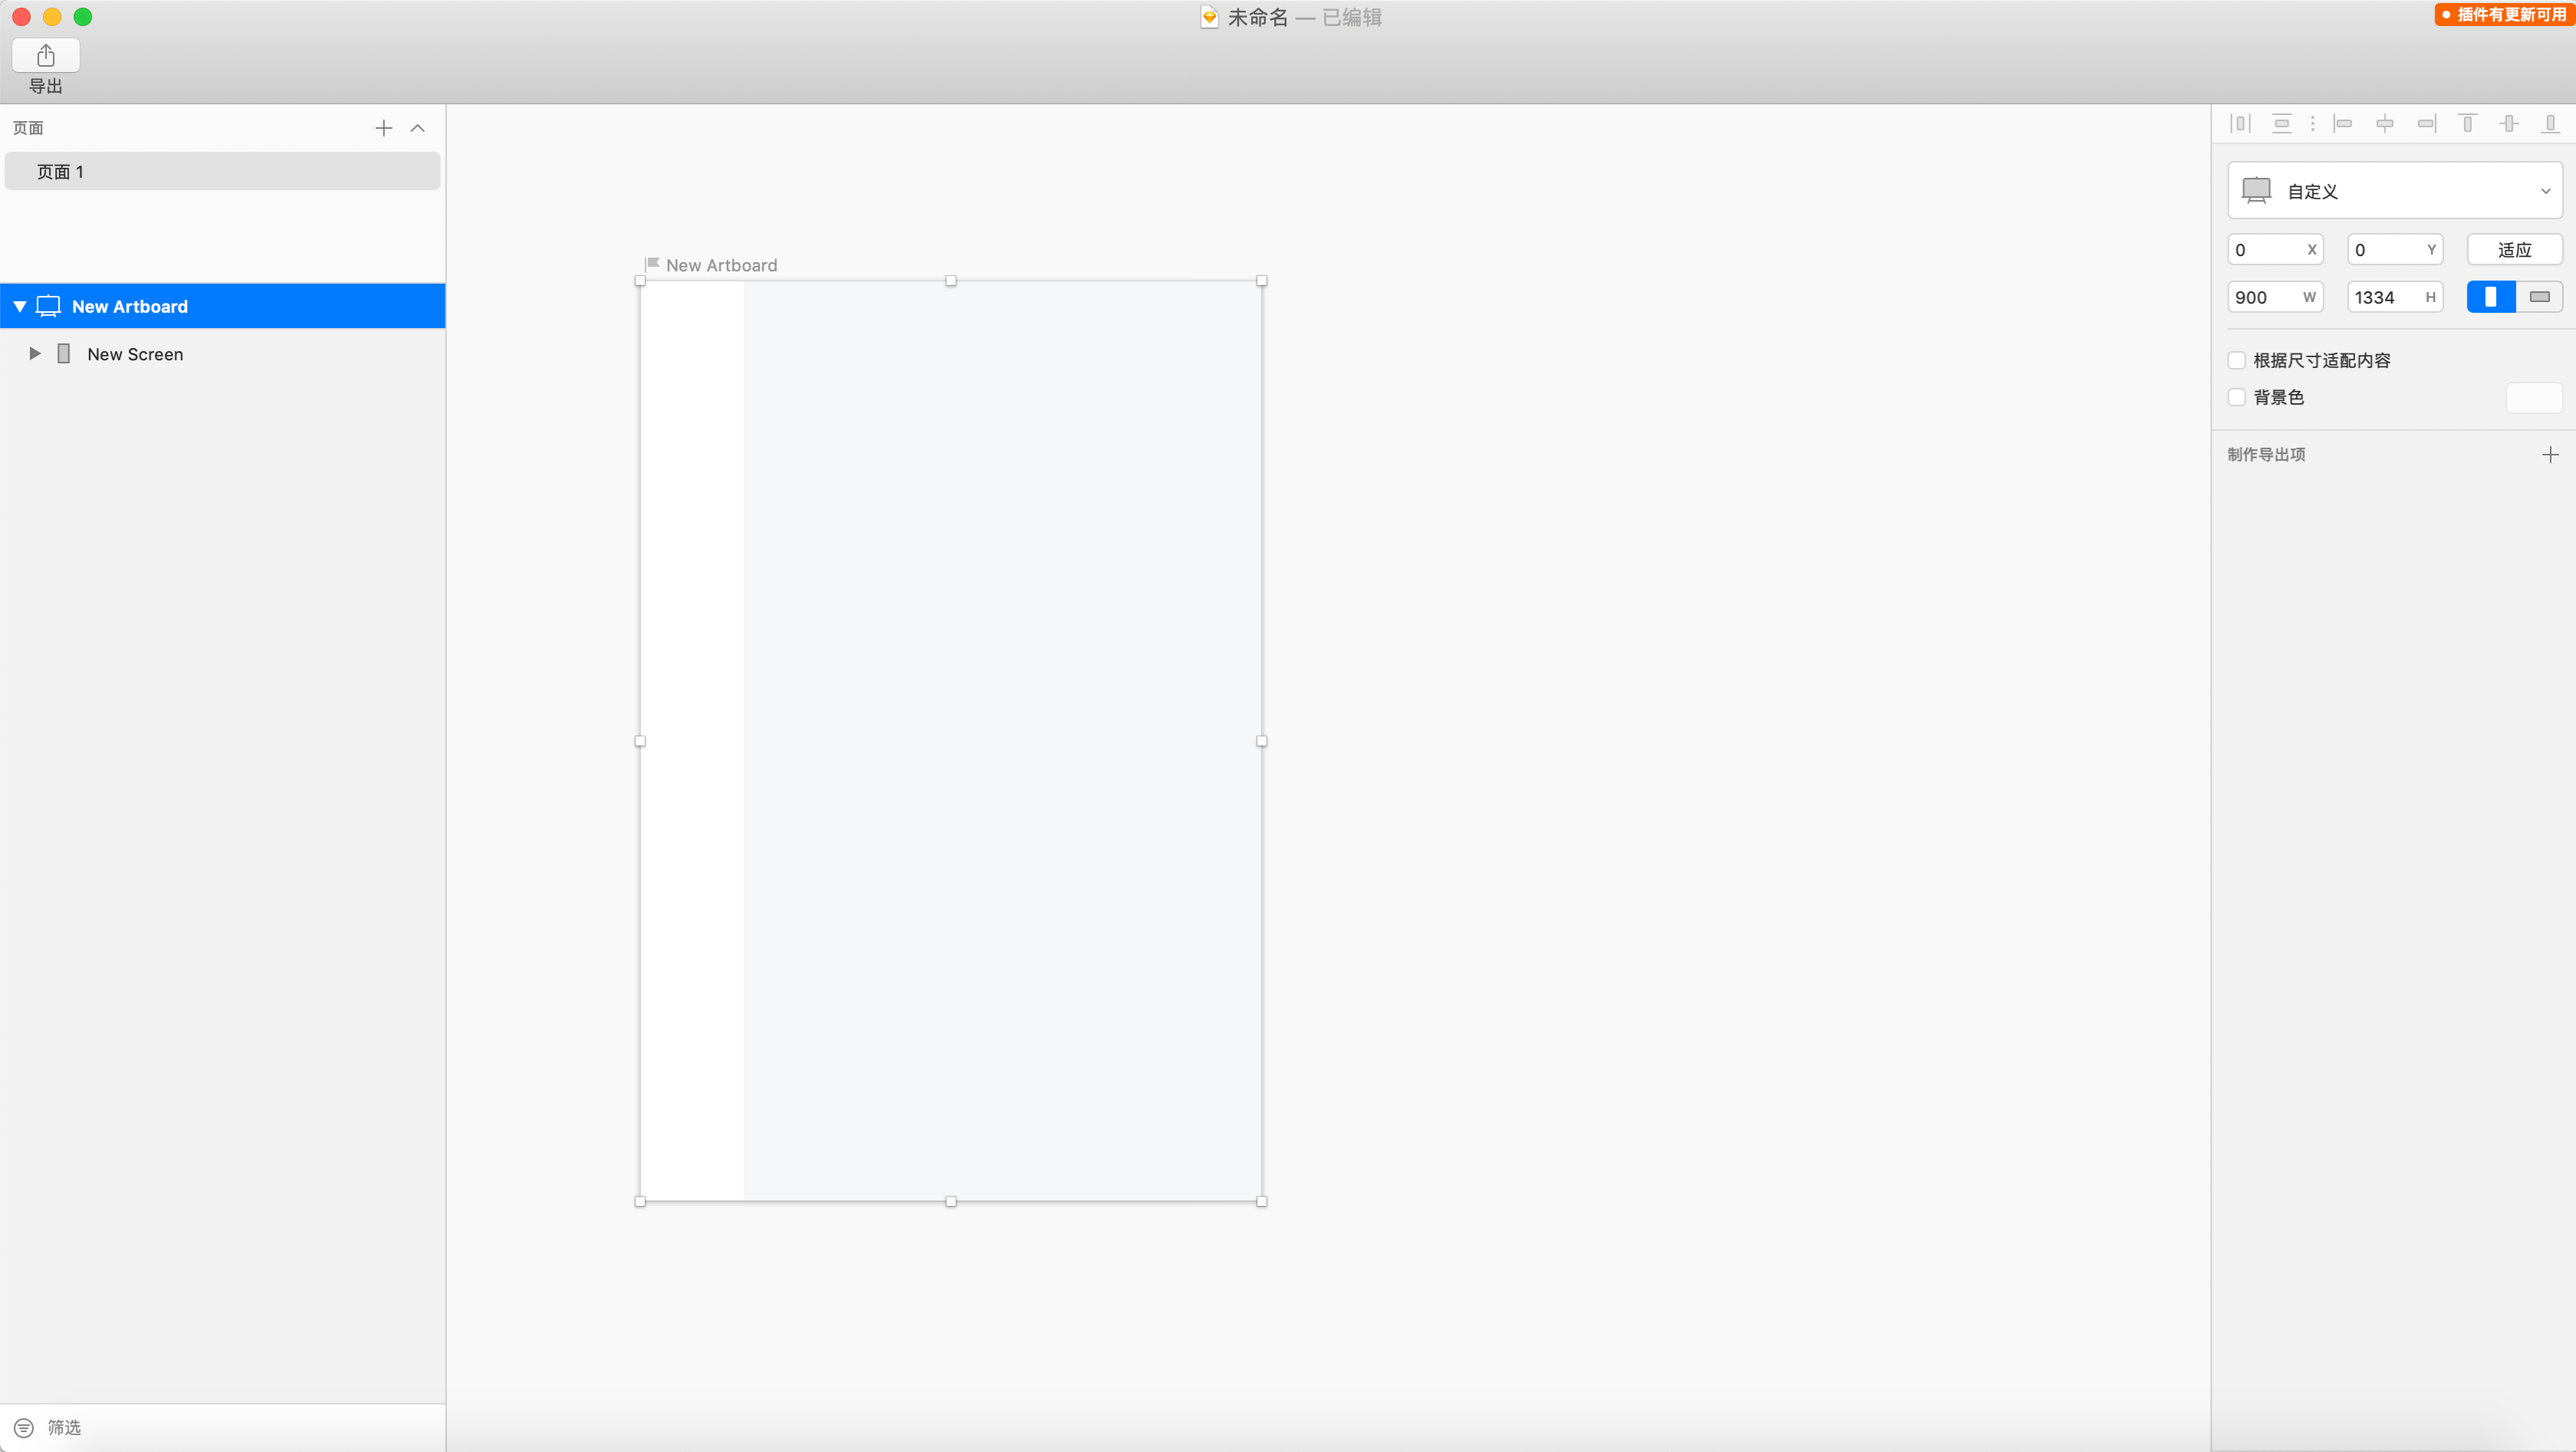 未命名 — 已编辑
插件有更新可用
导出
页面
页面 1
New Artboard
New Screen
筛选
New Artboard
自定义
0 X 0 Y 适应
900 W 1334 H
根据尺寸适配内容
背景色
制作导出项